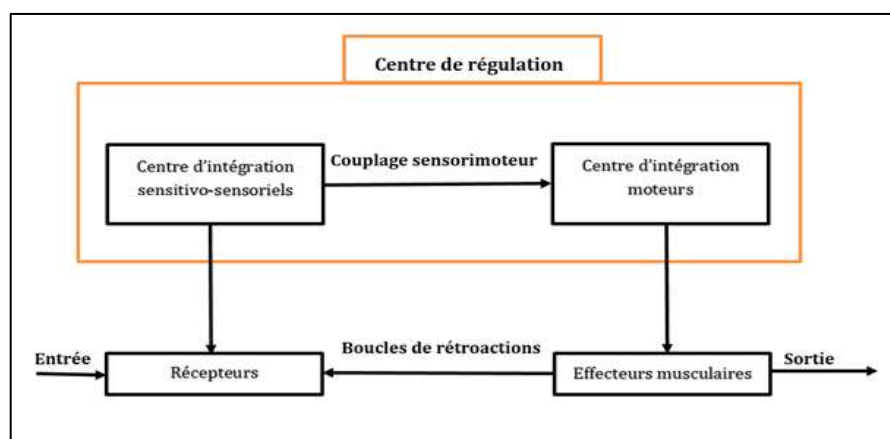 Centre de régulation
Centre d'intégration
sensitivo-sensoriels
Couplage sensorimoteur
Centre d'intégration
moteurs
Entrée
Récepteurs
Boucles de rétroactions
Effecteurs musculaires
Sortie